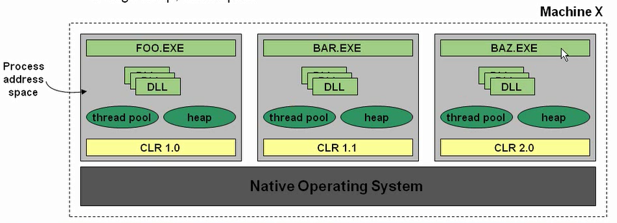 Machine X
Process
address
space
FOO.EXE
DLL
thread pool
heap
CLR 1.0
BAR.EXE
DLL
thread pool
heap
CLR 1.1
BAZ.EXE
DLL
thread pool
heap
CLR 2.0
Native Operating System